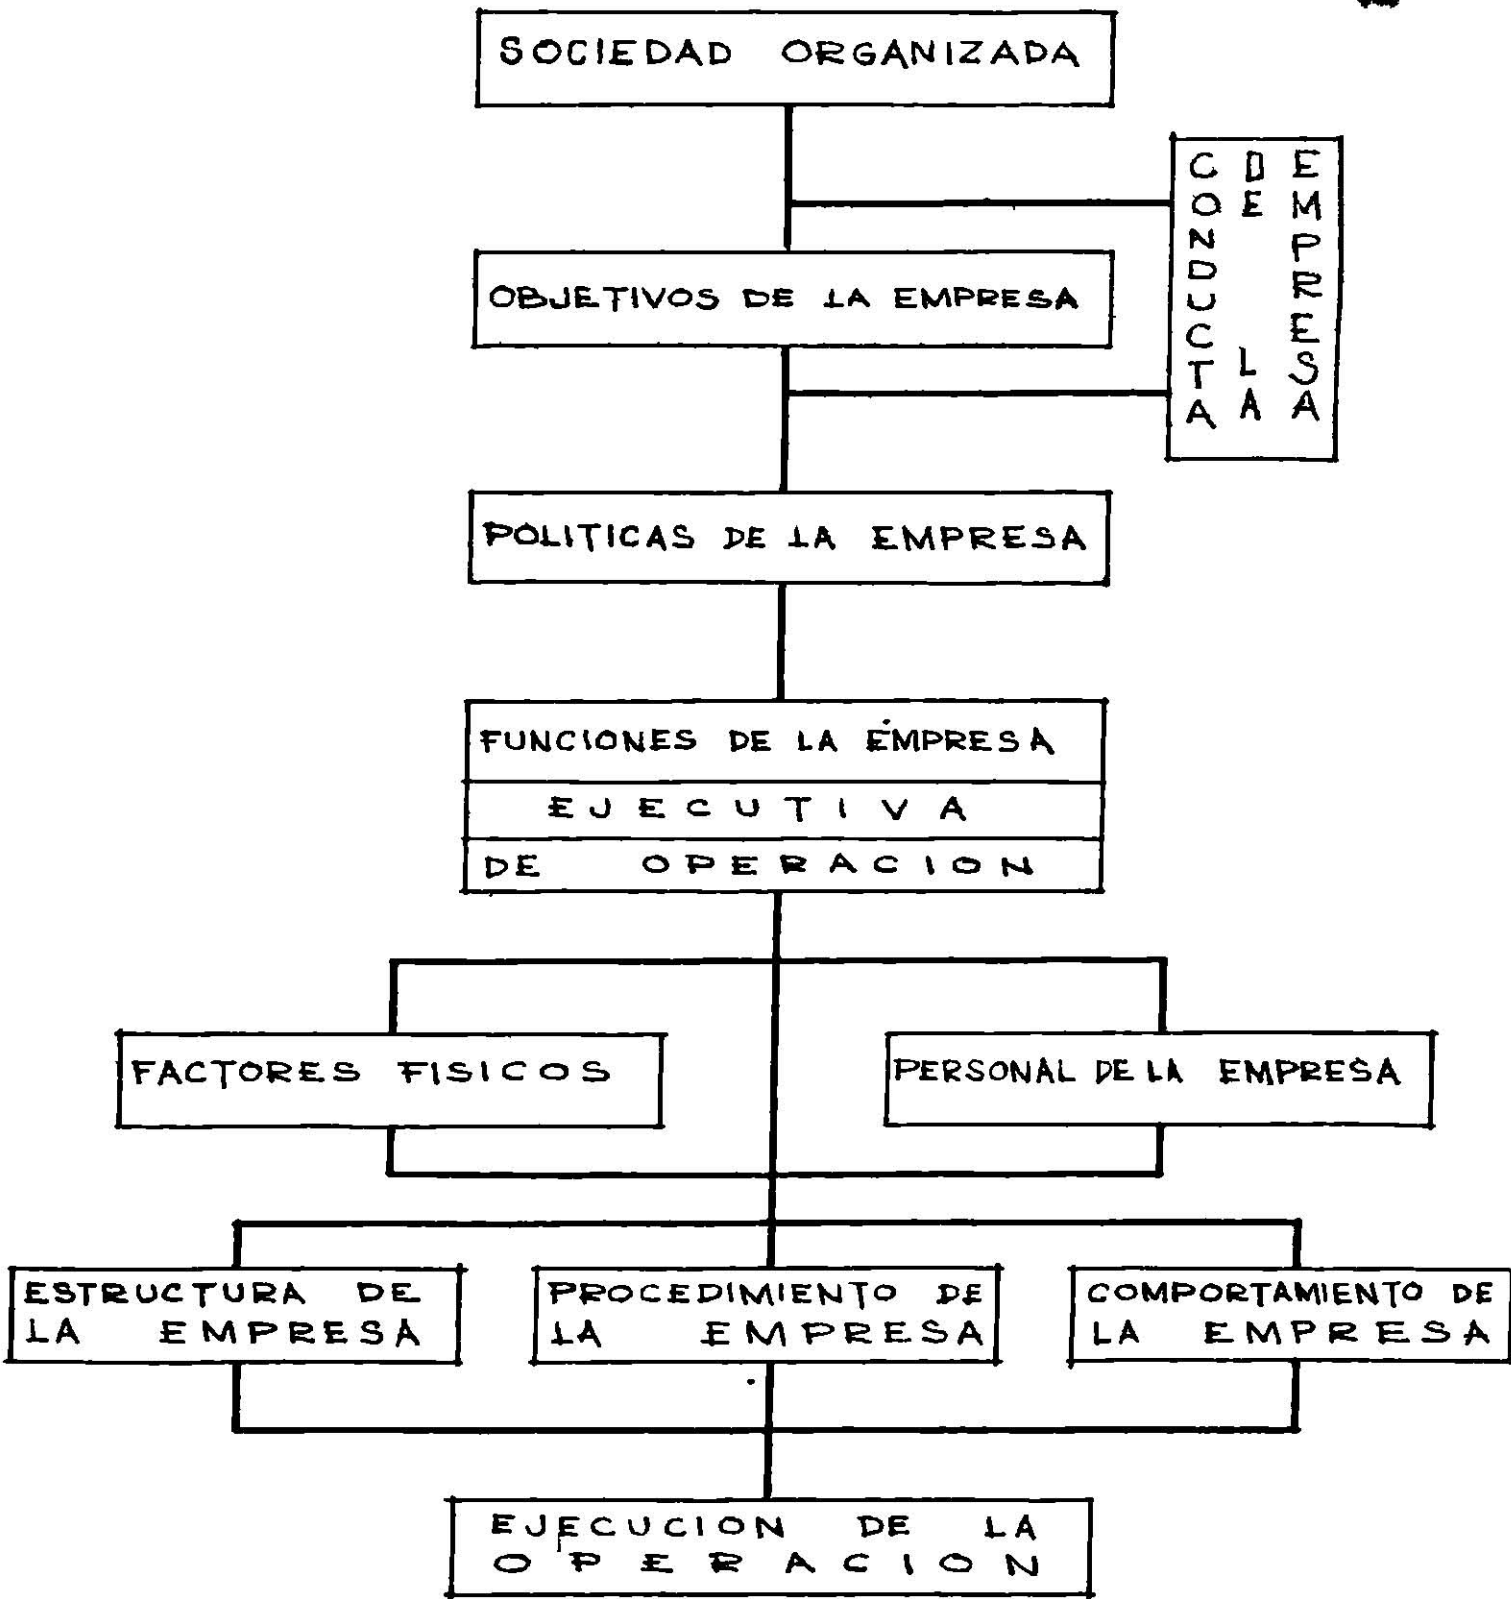 SOCIEDAD ORGANIZADA
CONDUCTA
DE LA
EMPRESA
OBJETIVOS DE LA EMPRESA
POLITICAS DE LA EMPRESA
FUNCIONES DE LA EMPRESA
EJECUTIVA
DE OPERACION
FACTORES FISICOS
PERSONAL DE LA EMPRESA
ESTRUCTURA DE
LA EMPRESA
PROCEDIMIENTO DE
LA EMPRESA
COMPORTAMIENTO DE
LA EMPRESA
EJECUCION DE LA
OPERACION